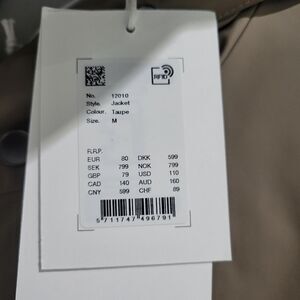 RFID
No. 12010
Style. Jacket
Colour. Taupe
Size. M
R.R.P.
EUR 80 DKK 599
SEK 799 NOK 799
GBP 79 USD 110
CAD 140 AUD 160
CNY 599 CHF 89
5 711747 496791